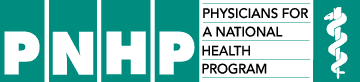 PNHP
PHYSICIANS FOR
A NATIONAL
HEALTH
PROGRAM